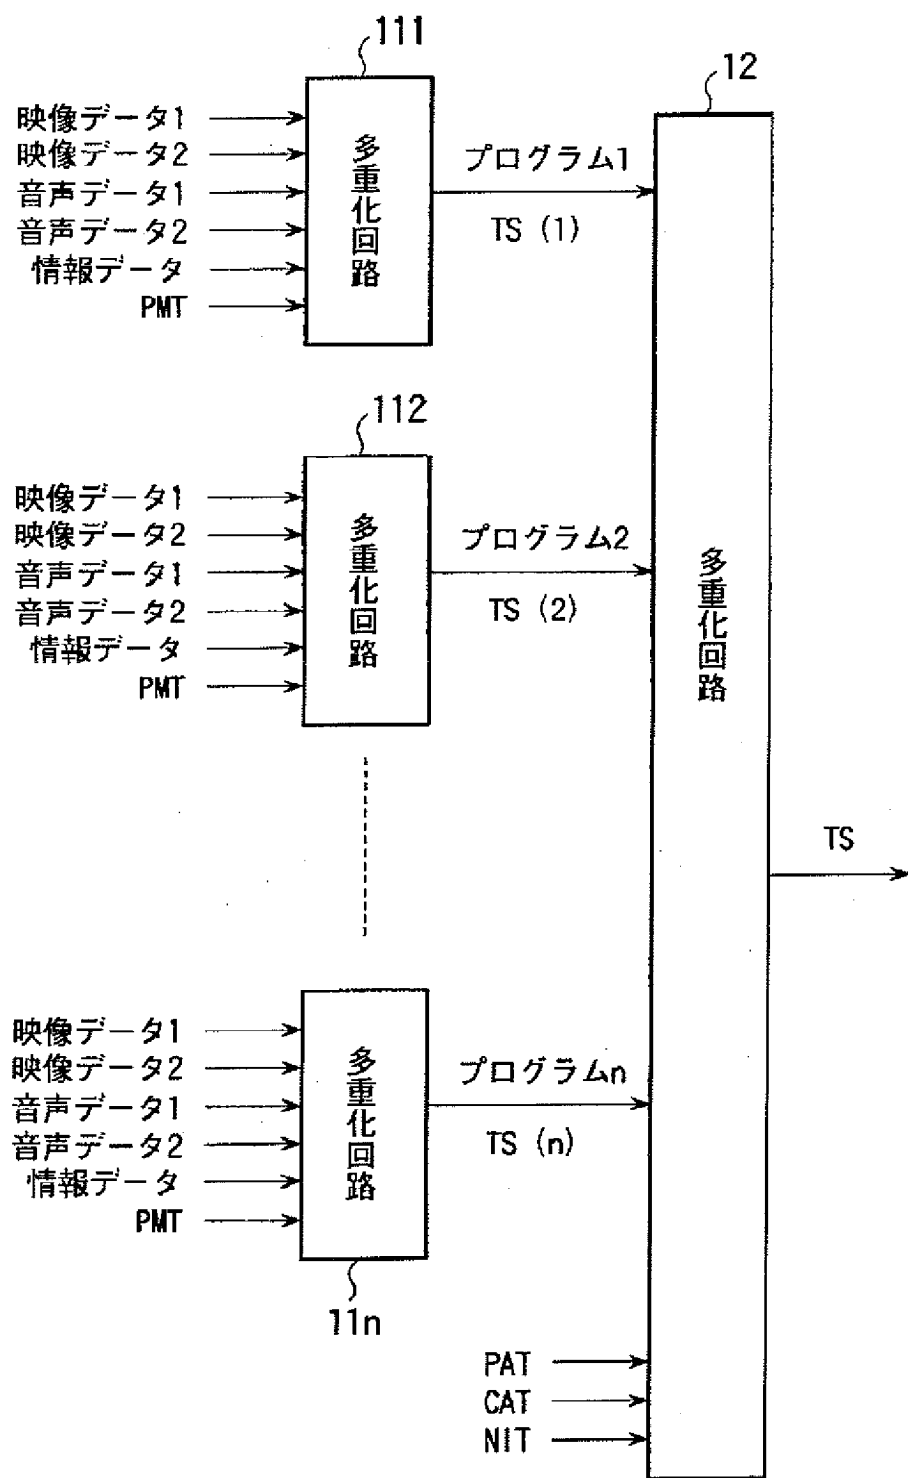 111
12
映像データ1
映像データ2
音声データ1
音声データ2
情報データ
PMT
多重化回路
プログラム1
TS (1)
112
映像データ1
映像データ2
音声データ1
音声データ2
情報データ
PMT
多重化回路
プログラム2
TS (2)
多重化回路
TS
映像データ1
映像データ2
音声データ1
音声データ2
情報データ
PMT
多重化回路
プログラムn
TS (n)
11n
PAT
CAT
NIT